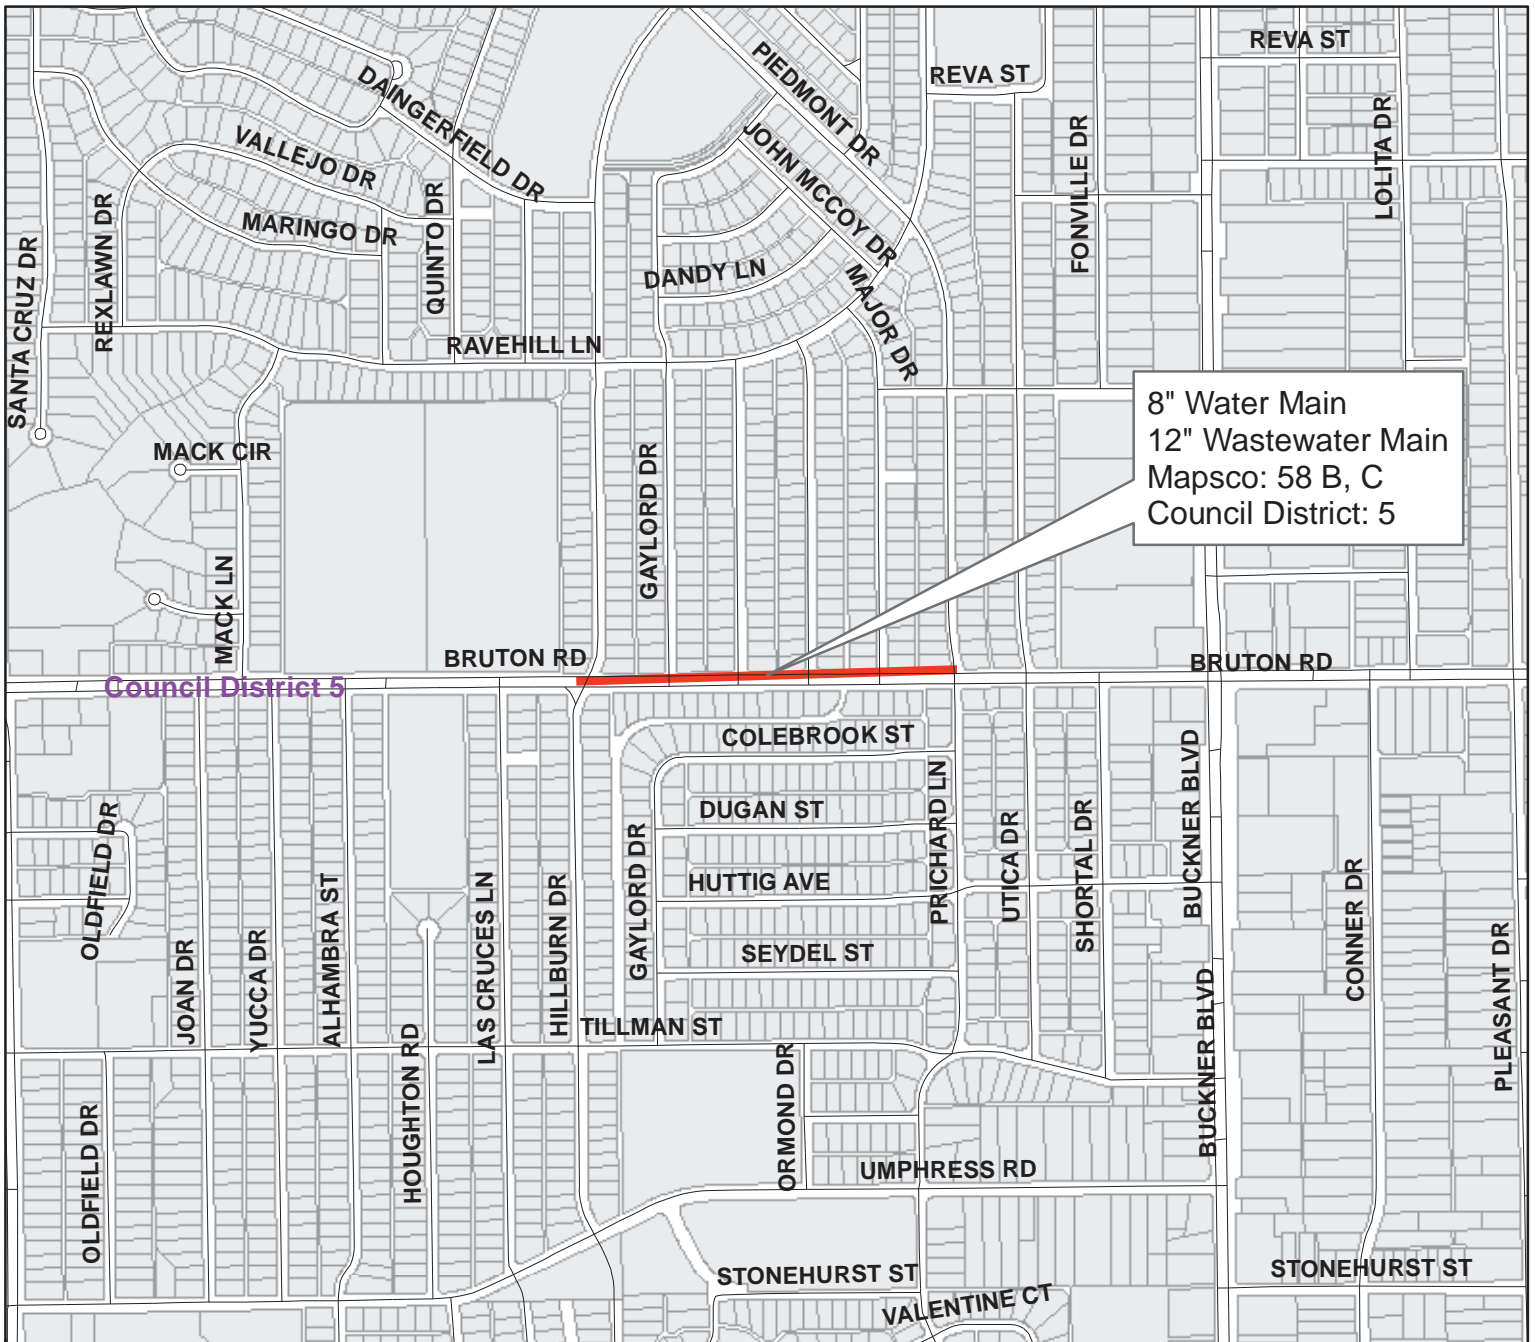 REVA ST
PIEDMONT DR
REVA ST
DAINGERFIELD DR
JOHN MCCOY DR
LOLITA DR
VALLEJO DR
FONVILLE DR
MARINGO DR
QUINTO DR
REXLAWN DR
SANTA CRUZ DR
DANDY LN
MAJOR DR
RAVEHILL LN
8" Water Main
12" Wastewater Main
Mapsco: 58 B, C
Council District: 5
MACK CIR
GAYLORD DR
MACK LN
BRUTON RD
BRUTON RD
Council District 5
COLEBROOK ST
BUCKNER BLVD
DUGAN ST
PRICHARD LN
OLDFIELD DR
UTICA DR
SHORTAL DR
HUTTIG AVE
GAYLORD DR
CONNER DR
ALHAMBRA ST
LAS CRUCES LN
HILLBURN DR
SEYDEL ST
JOAN DR
YUCCA DR
PLEASANT DR
TILLMAN ST
HOUGHTON RD
BUCKNER BLVD
ORMOND DR
OLDFIELD DR
UMPHRESS RD
STONEHURST ST
STONEHURST ST
VALENTINE CT